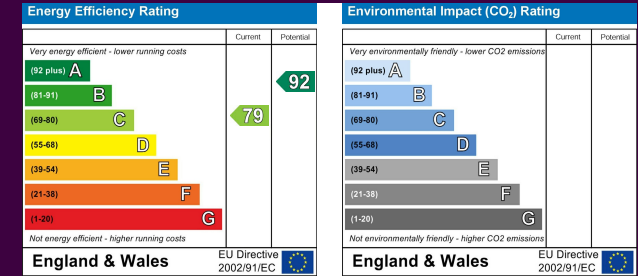 Energy Efficiency Rating
Current Potential
Very energy efficient - lower running costs
(92 plus) A
(81-91) B
(69-80) C
(55-68) D
(39-54) E
(21-38) F
(1-20) G
92
79
Not energy efficient - higher running costs
England & Wales
EU Directive
2002/91/EC
Environmental Impact (CO₂) Rating
Current Potential
Very environmentally friendly - lower CO2 emissions
(92 plus) A
(81-91) B
(69-80) C
(55-68) D
(39-54) E
(21-38) F
(1-20) G
Not environmentally friendly - higher CO2 emissions
England & Wales
EU Directive
2002/91/EC